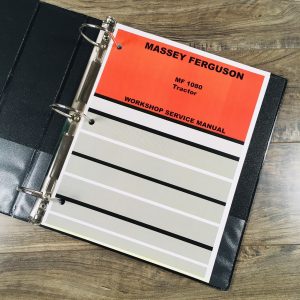 MASSEY FERGUSON
MF 1080
Tractor
WORKSHOP SERVICE MANUAL